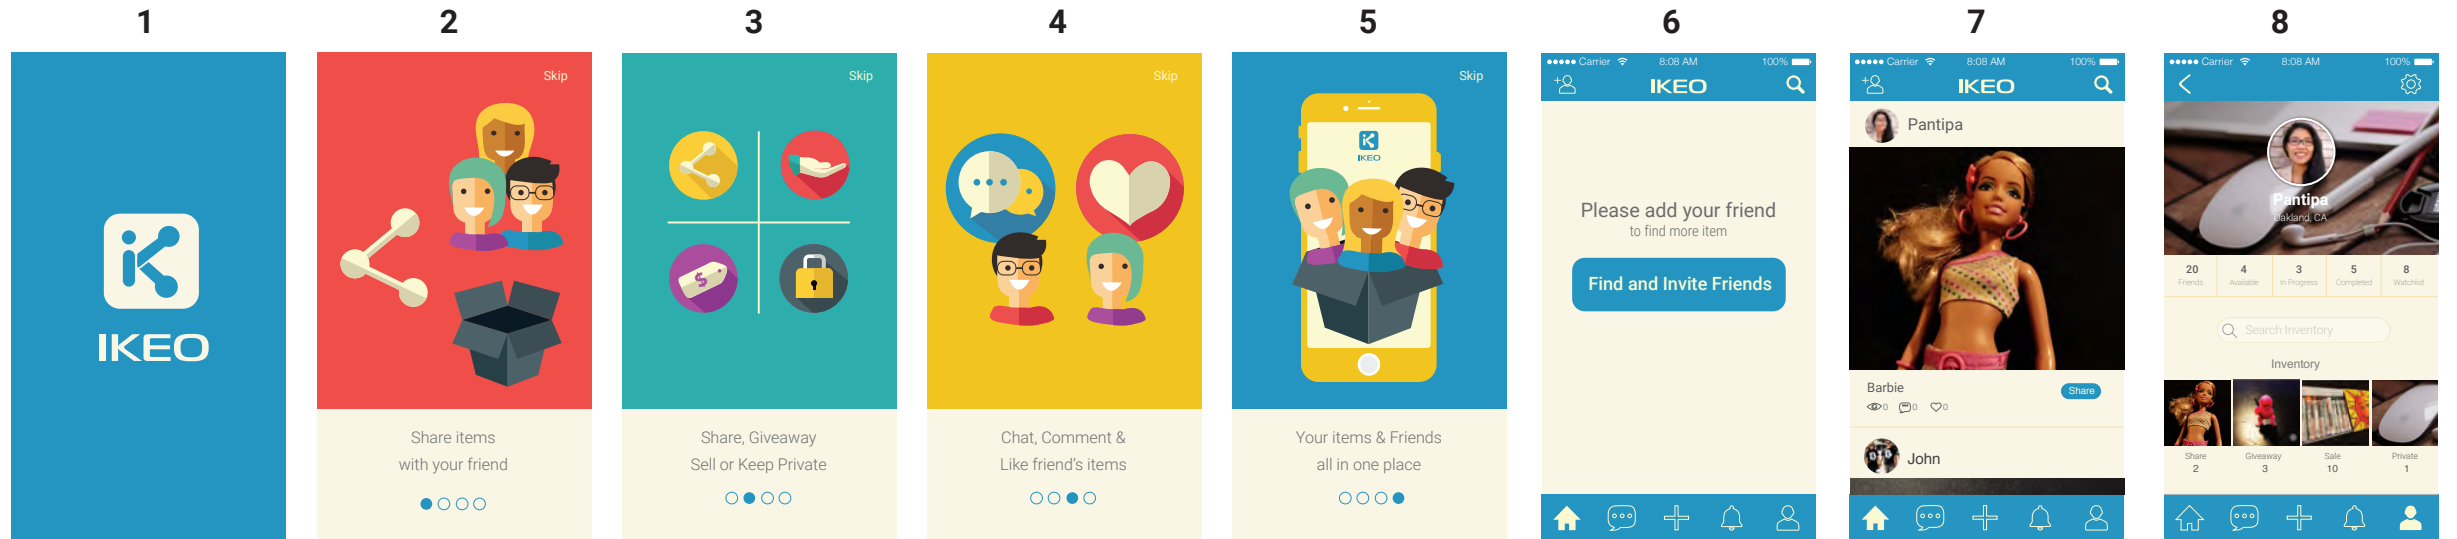 1
IKEO
2
Skip
Share items
with your friend
3
Skip
$
Share, Giveaway
Sell or Keep Private
4
Skip
Chat, Comment &
Like friend's items
5
Skip
IKEO
Your items & Friends
all in one place
6
Carrier 8:08 AM 100%
IKEO
Please add your friend
to find more item
Find and Invite Friends
7
Carrier 8:08 AM 100%
IKEO
Pantipa
Barbie
Share
0 0 0
John
8
Carrier 8:08 AM 100%
Pantipa
Oakland, CA
20 4 3 5 8
Friends Available In Progress Completed Watchlist
Search Inventory
Inventory
Share Giveaway Sale Private
2 3 10 1